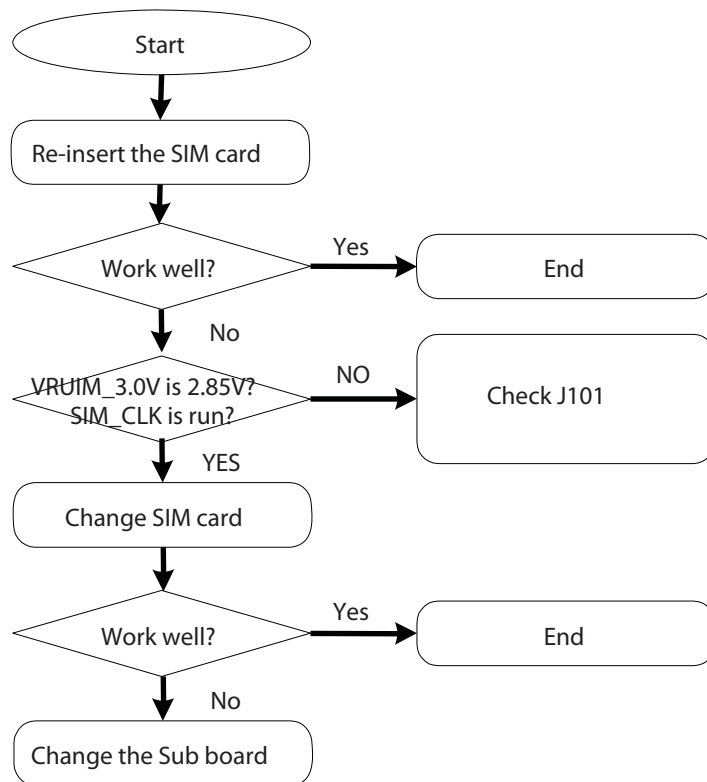 Start
Re-insert the SIM card
Work well?
Yes
End
No
VRUIM_3.0V is 2.85V?
SIM_CLK is run?
NO
Check J101
YES
Change SIM card
Work well?
Yes
End
No
Change the Sub board